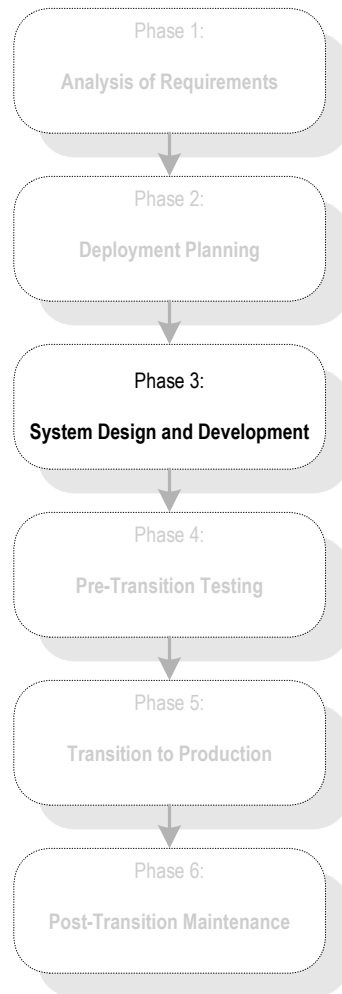 Phase 1:
Analysis of Requirements
Phase 2:
Deployment Planning
Phase 3:
System Design and Development
Phase 4:
Pre-Transition Testing
Phase 5:
Transition to Production
Phase 6:
Post-Transition Maintenance